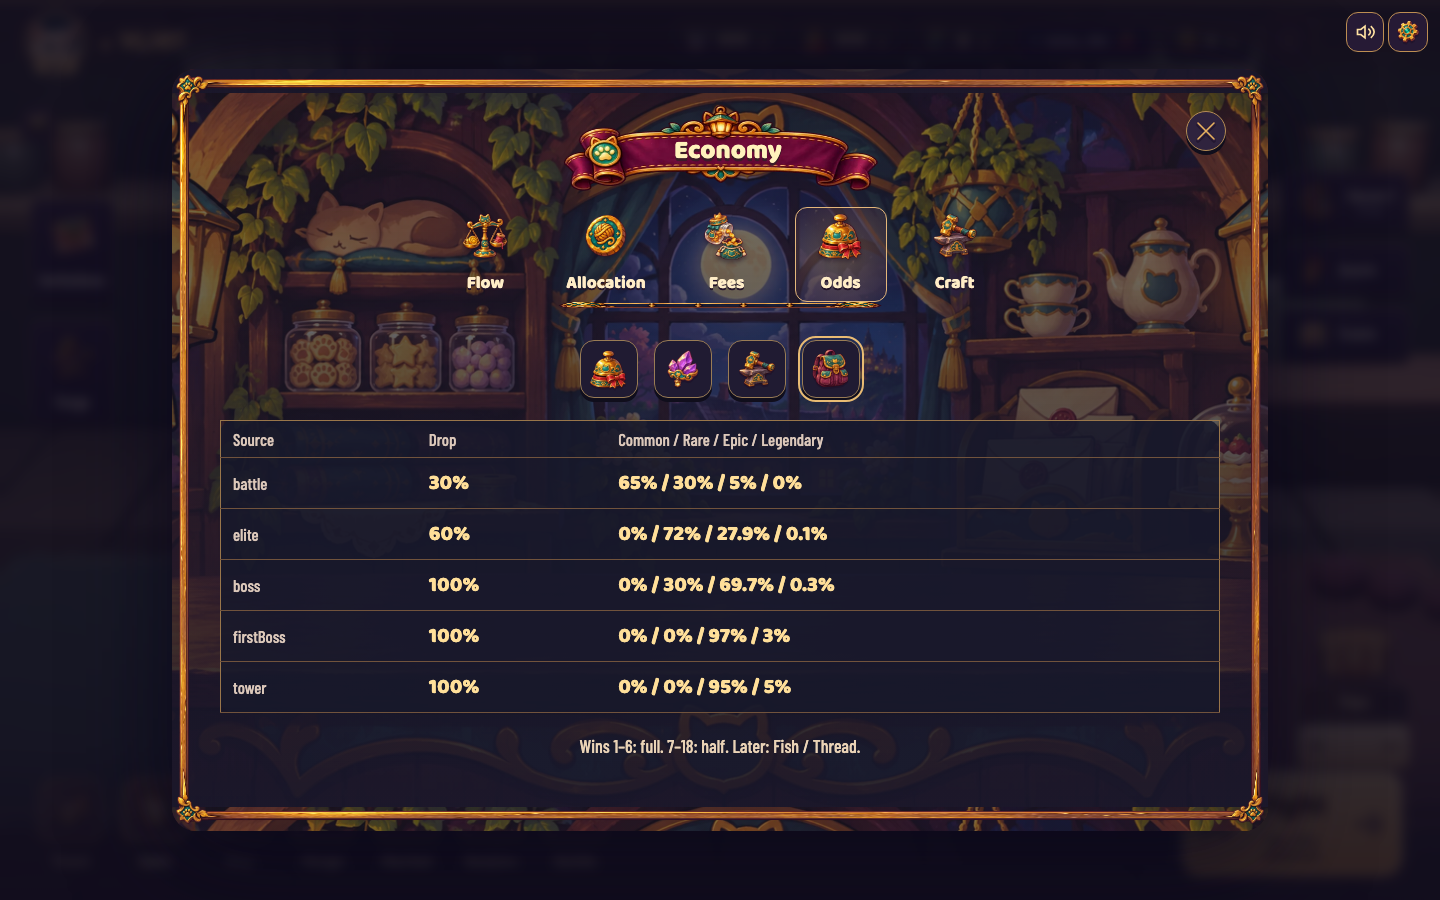 Economy
Flow
Allocation
Fees
Odds
Craft
Source Drop Common / Rare / Epic / Legendary
battle 30% 65% / 30% / 5% / 0%
elite 60% 0% / 72% / 27.9% / 0.1%
boss 100% 0% / 30% / 69.7% / 0.3%
firstBoss 100% 0% / 0% / 97% / 3%
tower 100% 0% / 0% / 95% / 5%
Wins 1–6: full. 7–18: half. Later: Fish / Thread.